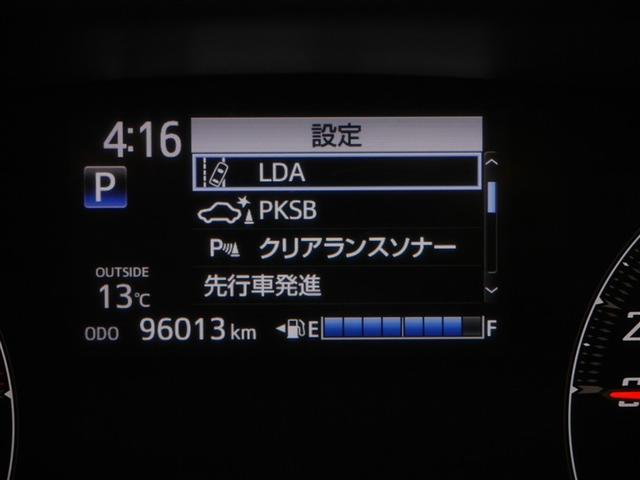 4:16
設定
LDA
P
PKSB
P クリアランスソナー
先行車発進
OUTSIDE
13℃
ODO 96013 km E F
2